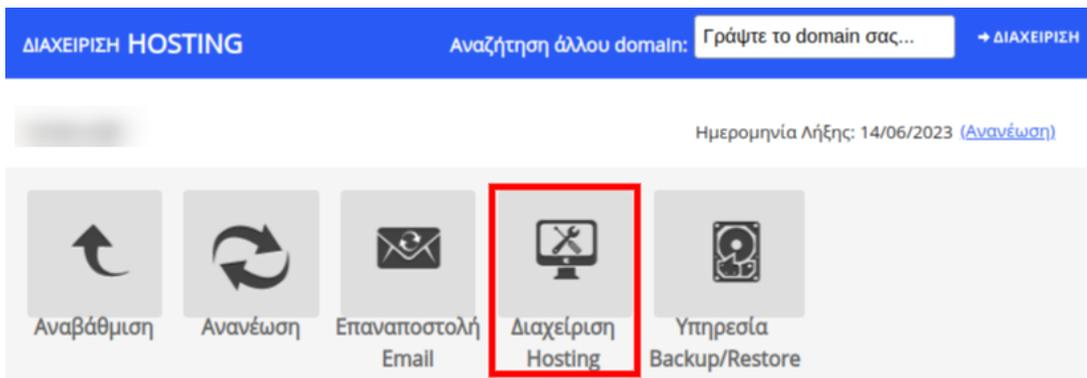 ΔΙΑΧΕΙΡΙΣΗ HOSTING Αναζήτηση άλλου domain: Γράψτε το domain σας... ➔ ΔΙΑΧΕΙΡΙΣΗ
Ημερομηνία Λήξης: 14/06/2023 (Ανανέωση)
Αναβάθμιση
Ανανέωση
Επαναποστολή
Email
Διαχείριση
Hosting
Υπηρεσία
Backup/Restore